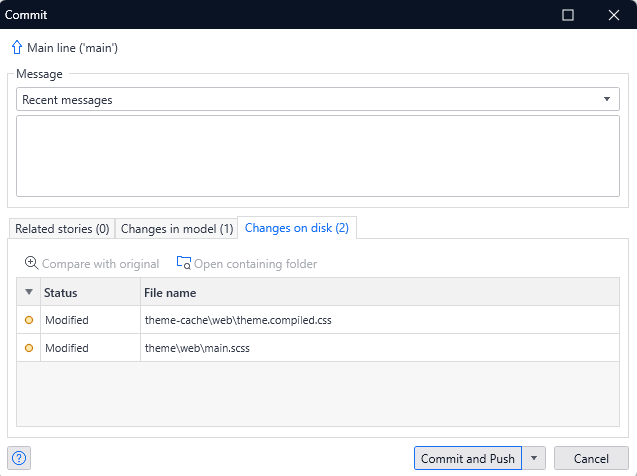 Commit
Main line ('main')
Message
Recent messages
Related stories (0) Changes in model (1) Changes on disk (2)
Compare with original Open containing folder
Status File name
Modified theme-cache\web\theme.compiled.css
Modified theme\web\main.scss
? Commit and Push Cancel